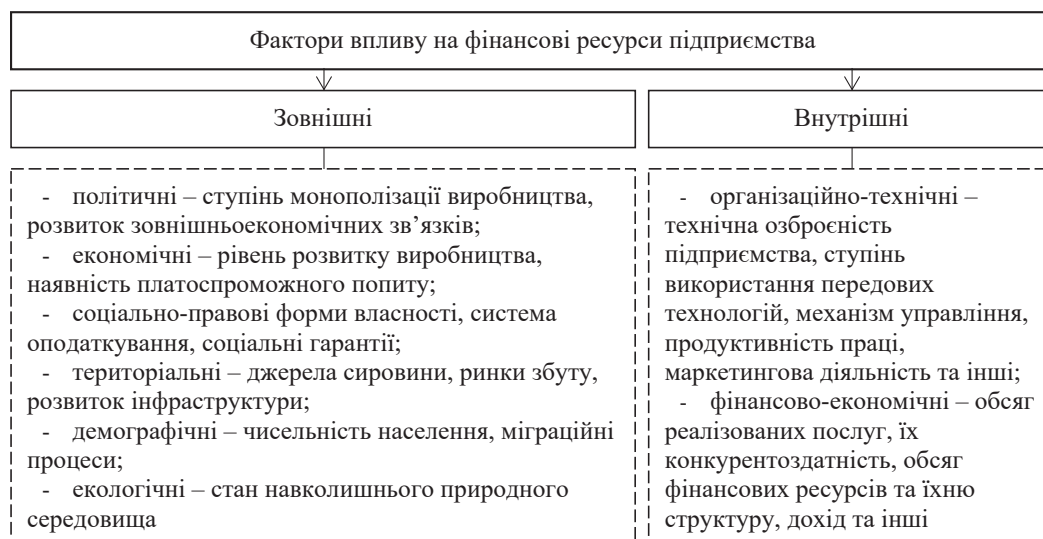 Фактори впливу на фінансові ресурси підприємства
Зовнішні
Внутрішні
- політичні – ступінь монополізації виробництва,
розвиток зовнішньоекономічних зв’язків;
- економічні – рівень розвитку виробництва,
наявність платоспроможного попиту;
- соціально-правові форми власності, система
оподаткування, соціальні гарантії;
- територіальні – джерела сировини, ринки збуту,
розвиток інфраструктури;
- демографічні – чисельність населення, міграційні
процеси;
- екологічні – стан навколишнього природного
середовища
- організаційно-технічні –
технічна озброєність
підприємства, ступінь
використання передових
технологій, механізм управління,
продуктивність праці,
маркетингова діяльність та інші;
- фінансово-економічні – обсяг
реалізованих послуг, їх
конкурентоздатність, обсяг
фінансових ресурсів та їхню
структуру, дохід та інші